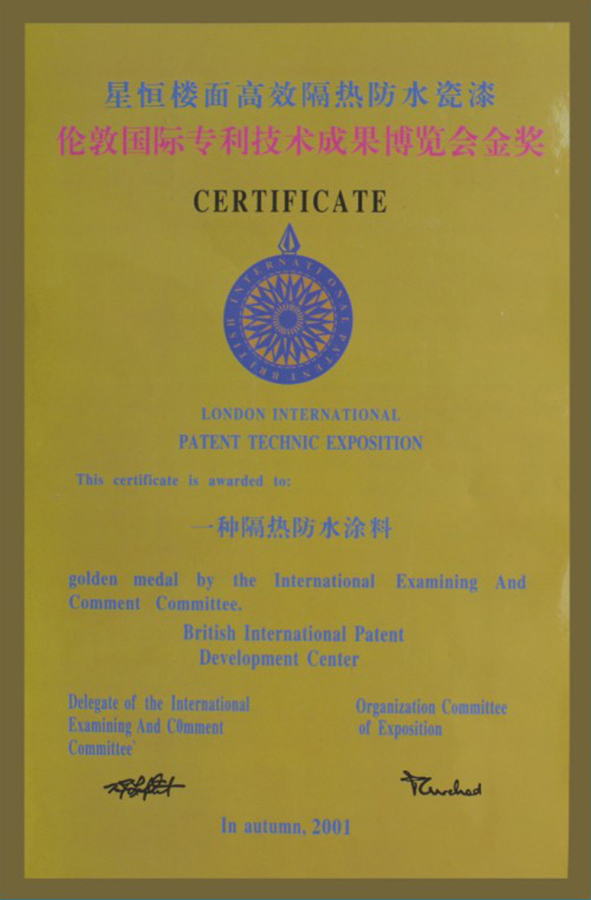 星恒楼面高效隔热防水瓷漆
伦敦国际专利技术成果博览会金奖
CERTIFICATE
BRITISH INTERNATIONAL PATENT
LONDON INTERNATIONAL
PATENT TECHNIC EXPOSITION
This certificate is awarded to:
一种隔热防水涂料
golden medal by the International Examining And
Comment Committee.
British International Patent
Development Center
Delegate of the International
Examining And C0mment
Committee`
Organization Committee
of Exposition
In autumn, 2001